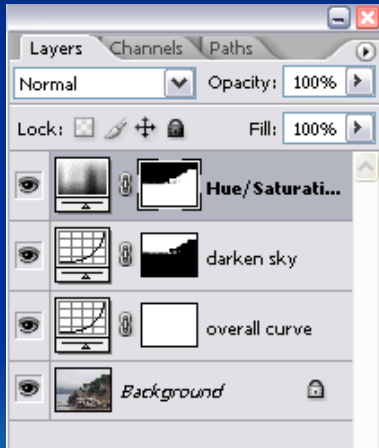 Layers Channels Paths
Normal Opacity: 100%
Lock: Fill: 100%
Hue/Saturati...
darken sky
overall curve
Background